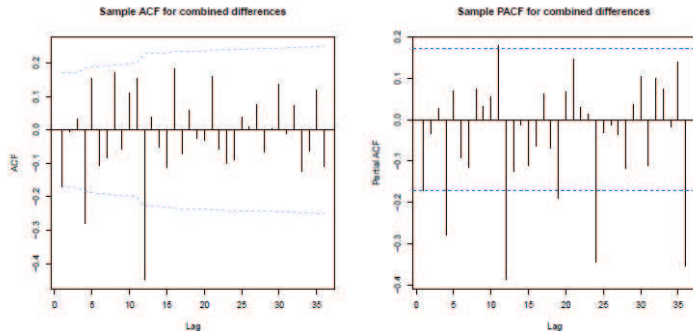 Sample ACF for combined differences
ACF
0.2
0.1
0.0
-0.1
-0.2
-0.3
-0.4
0 5 10 15 20 25 30 35
Lag
Sample PACF for combined differences
Partial ACF
0.2
0.1
0.0
-0.1
-0.2
-0.3
-0.4
0 5 10 15 20 25 30 35
Lag